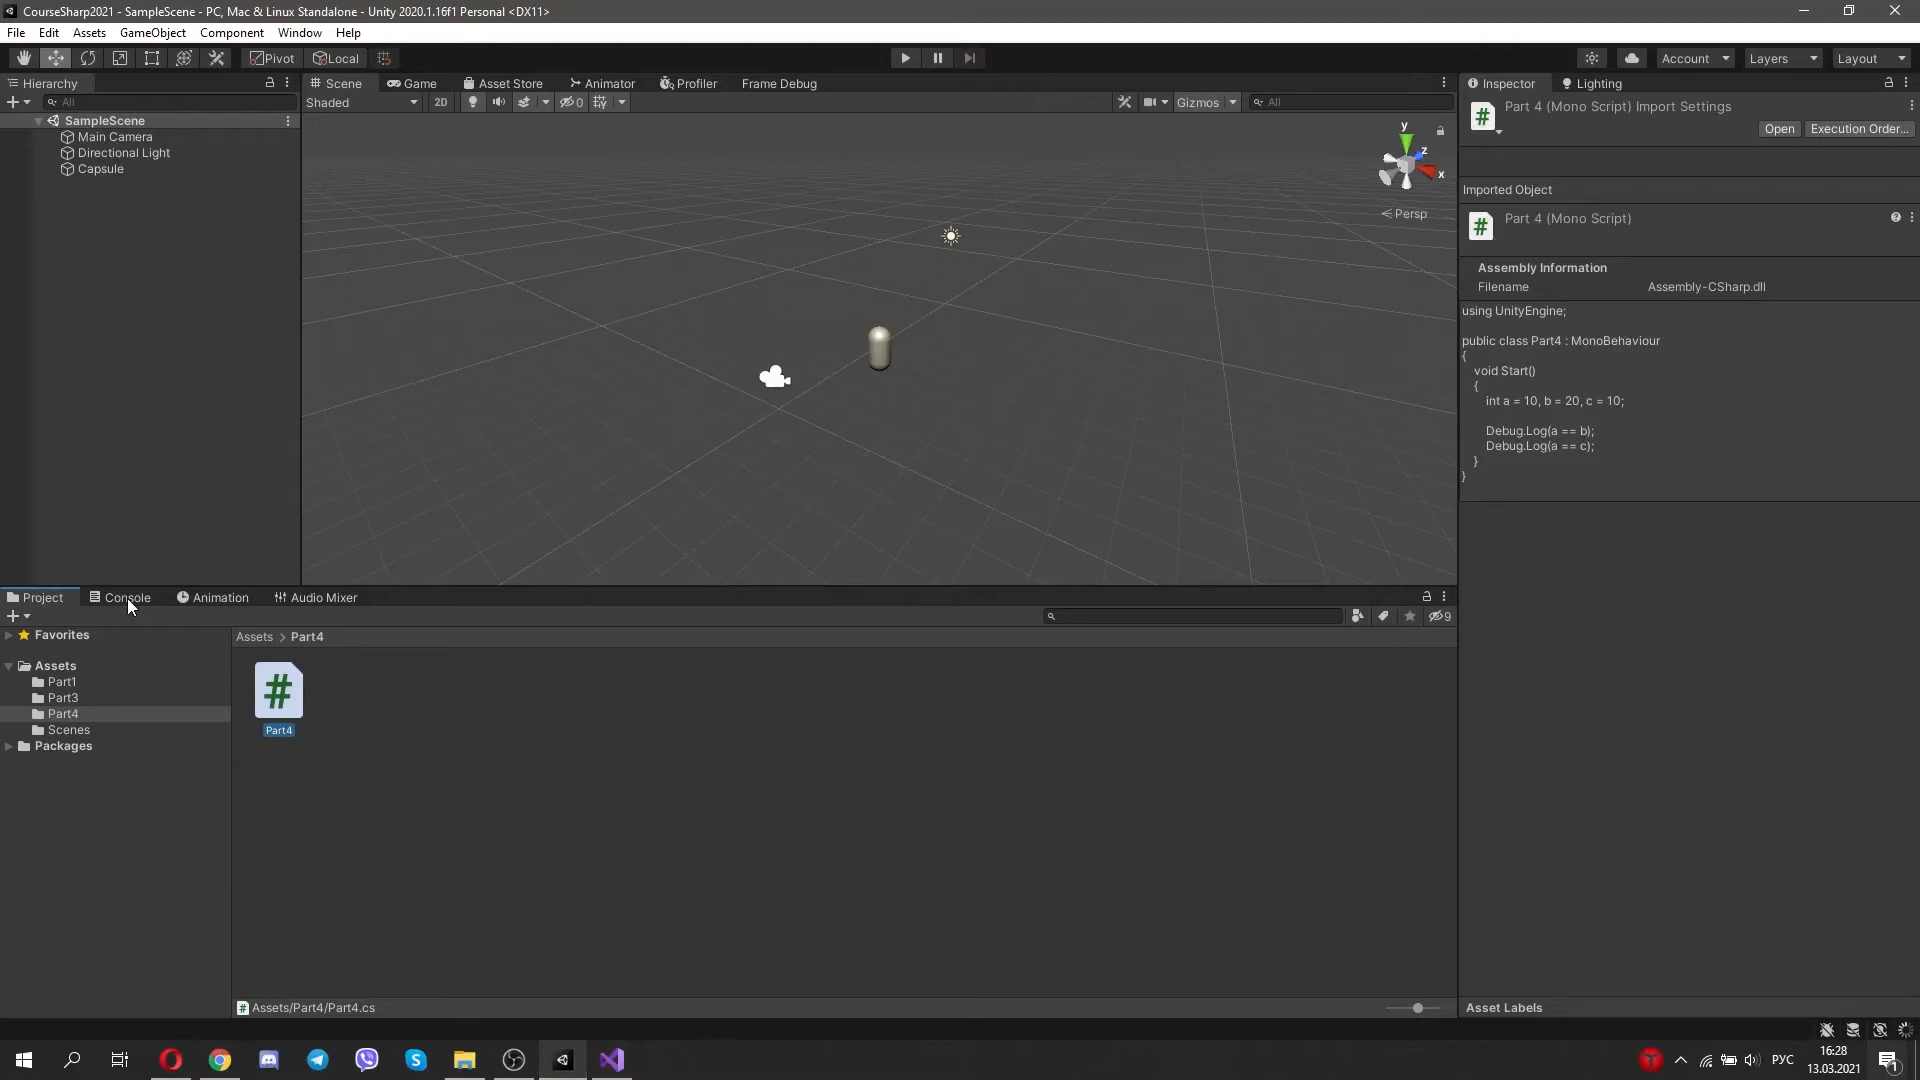 CourseSharp2021 - SampleScene - PC, Mac & Linux Standalone - Unity 2020.1.16f1 Personal <DX11>
File Edit Assets GameObject Component Window Help
Pivot Local Account Layers Layout
Hierarchy
All
SampleScene
Main Camera
Directional Light
Capsule
Scene Game Asset Store Animator Profiler Frame Debug
Shaded 2D 0 Gizmos All
y
z
x
Persp
Inspector Lighting
Part 4 (Mono Script) Import Settings
Open Execution Order...
Imported Object
Part 4 (Mono Script)
Assembly Information
Filename Assembly-CSharp.dll
using UnityEngine;
public class Part4 : MonoBehaviour
{
void Start()
{
int a = 10, b = 20, c = 10;
Debug.Log(a == b);
Debug.Log(a == c);
}
}
Project Console Animation Audio Mixer
9
Favorites
Assets
Part1
Part3
Part4
Scenes
Packages
Assets > Part4
#
Part4
Assets/Part4/Part4.cs
Asset Labels
РУС
16:28
13.03.2021
1